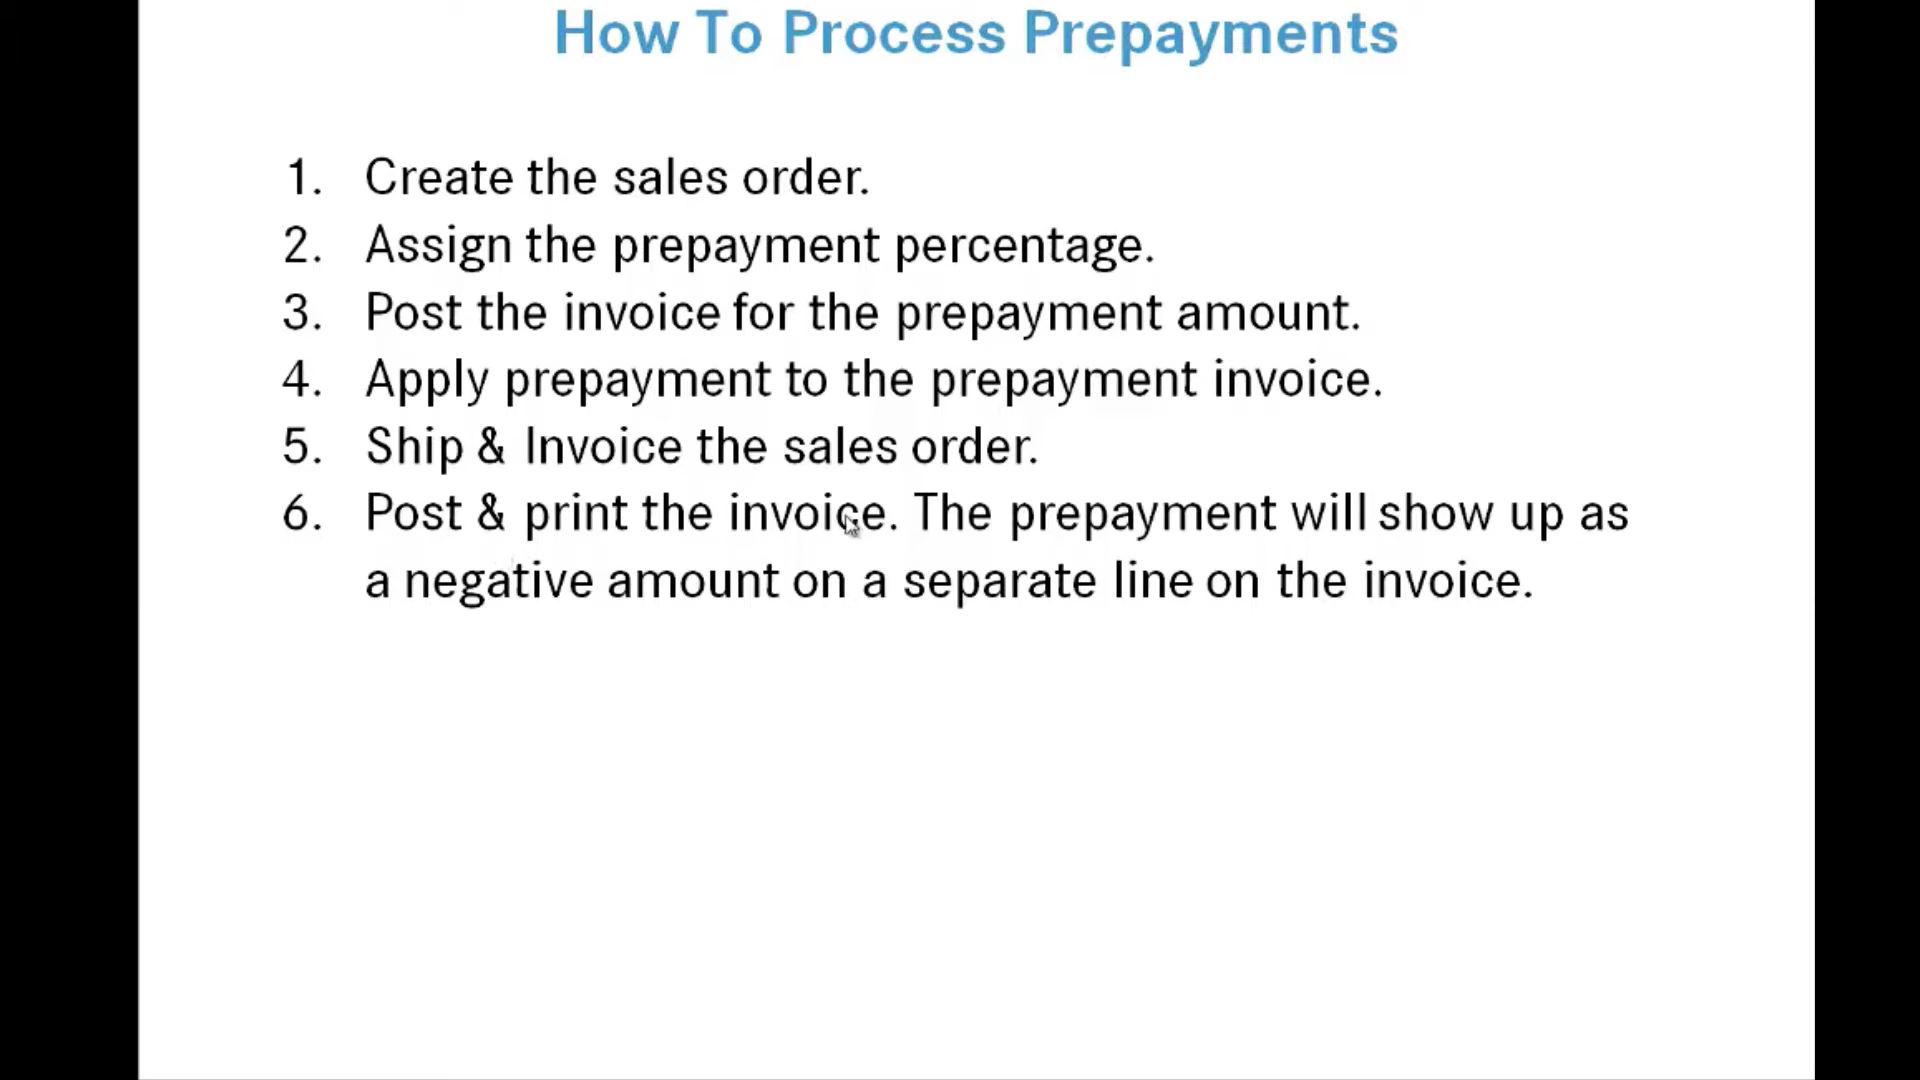 How To Process Prepayments
1. Create the sales order.
2. Assign the prepayment percentage.
3. Post the invoice for the prepayment amount.
4. Apply prepayment to the prepayment invoice.
5. Ship & Invoice the sales order.
6. Post & print the invoice. The prepayment will show up as
a negative amount on a separate line on the invoice.